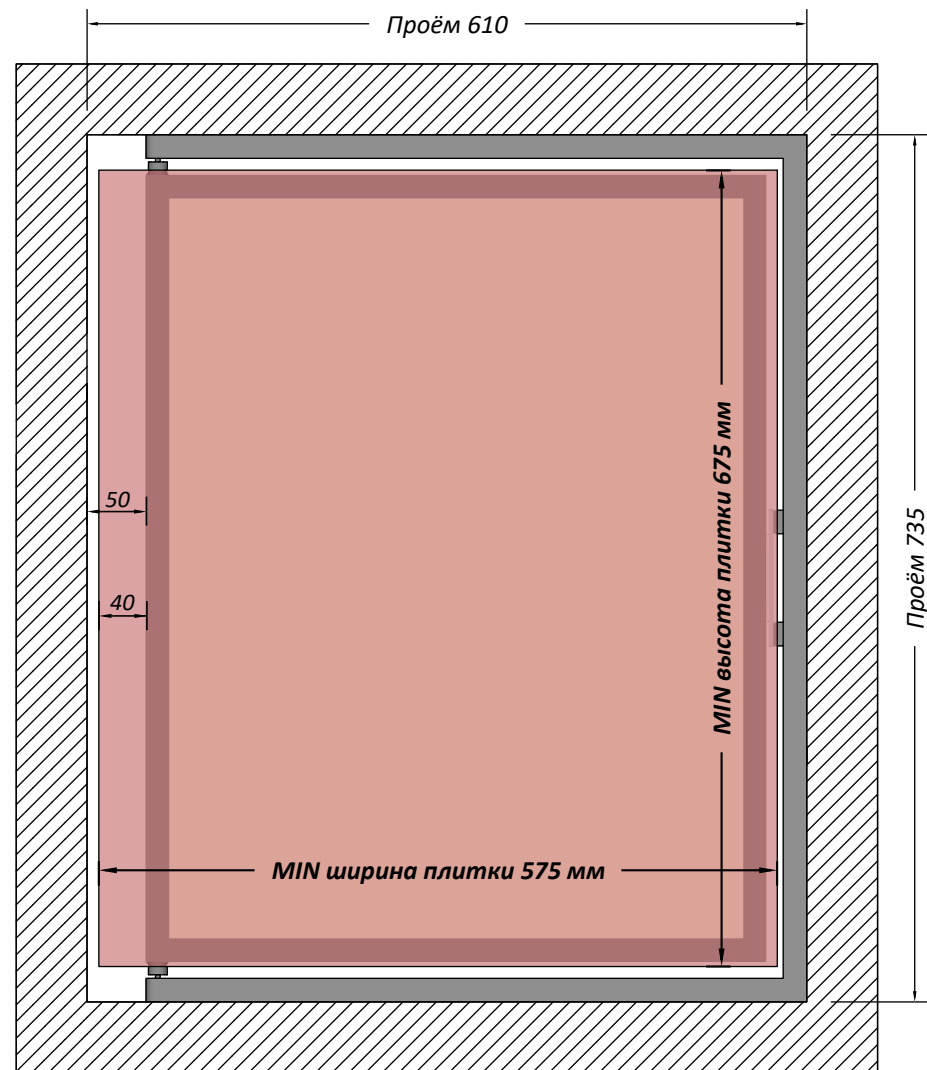 Проём 610
50
40
MIN высота плитки 675 мм
Проём 735
MIN ширина плитки 575 мм